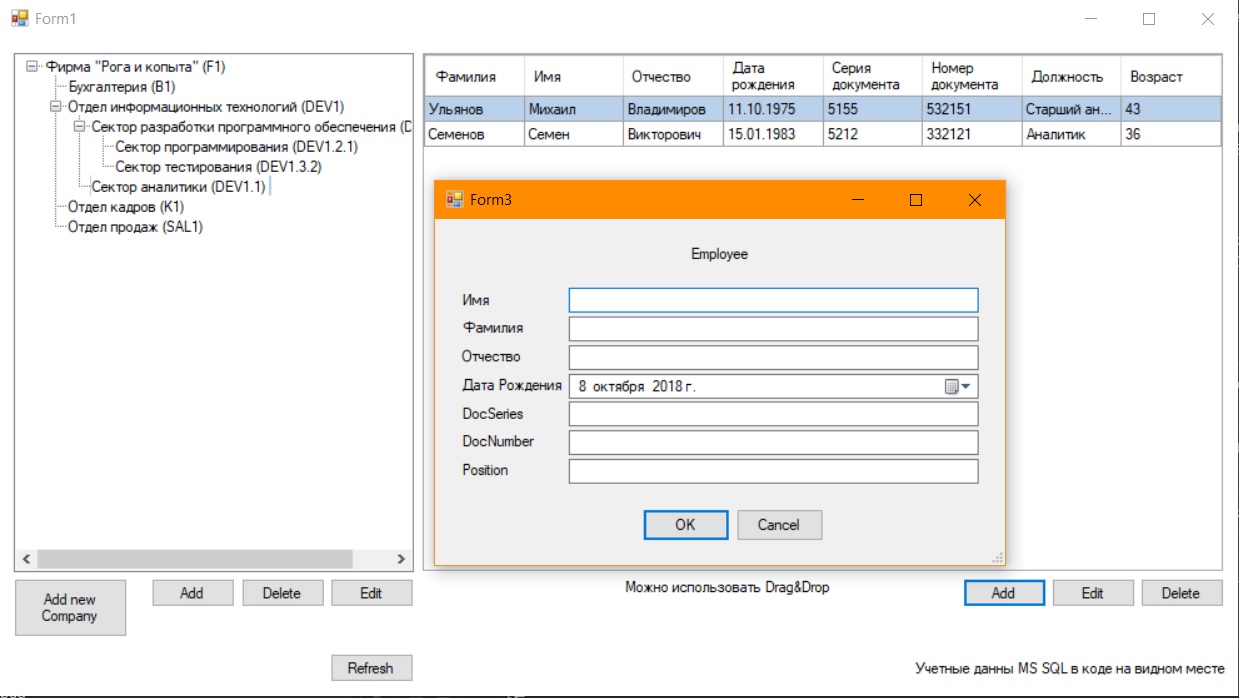 Form1
Фирма "Рога и копыта" (F1)
Бухгалтерия (B1)
Отдел информационных технологий (DEV1)
Сектор разработки программного обеспечения (D
Сектор программирования (DEV1.2.1)
Сектор тестирования (DEV1.3.2)
Сектор аналитики (DEV1.1)
Отдел кадров (K1)
Отдел продаж (SAL1)
Фамилия Имя Отчество Дата рождения Серия документа Номер документа Должность Возраст
Ульянов Михаил Владимиров 11.10.1975 5155 532151 Старший ан... 43
Семенов Семен Викторович 15.01.1983 5212 332121 Аналитик 36
Form3
Employee
Имя
Фамилия
Отчество
Дата Рождения 8 октября 2018 г.
DocSeries
DocNumber
Position
OK Cancel
Add new
Company
Add Delete Edit
Можно использовать Drag&Drop
Add Edit Delete
Refresh
Учетные данны MS SQL в коде на видном месте